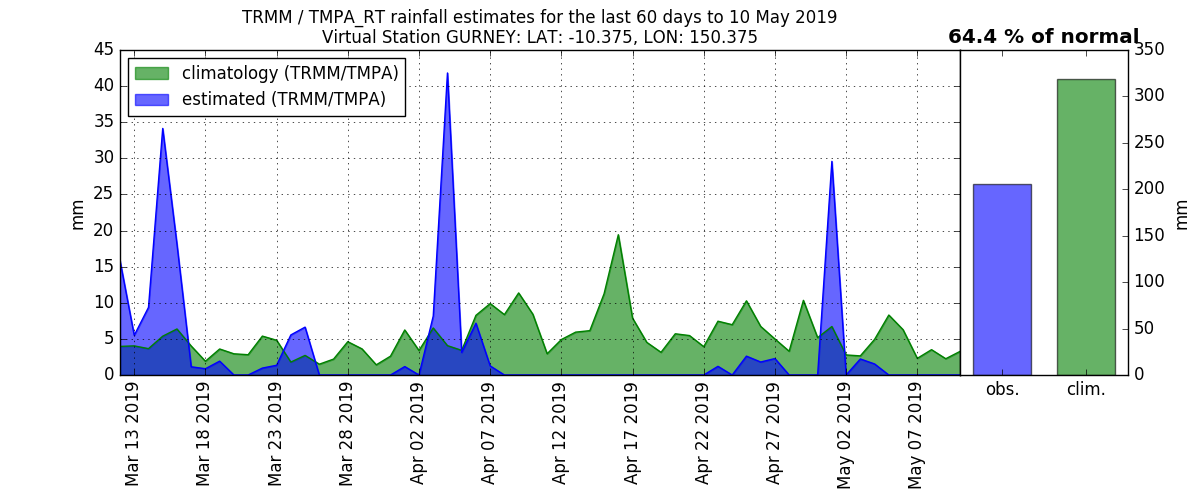 TRMM / TMPA_RT rainfall estimates for the last 60 days to 10 May 2019
Virtual Station GURNEY: LAT: -10.375, LON: 150.375
64.4 % of normal
climatology (TRMM/TMPA)
estimated (TRMM/TMPA)
mm
45
40
35
30
25
20
15
10
5
0
Mar 13 2019
Mar 18 2019
Mar 23 2019
Mar 28 2019
Apr 02 2019
Apr 07 2019
Apr 12 2019
Apr 17 2019
Apr 22 2019
Apr 27 2019
May 02 2019
May 07 2019
350
300
250
200
150
100
50
0
mm
obs.
clim.